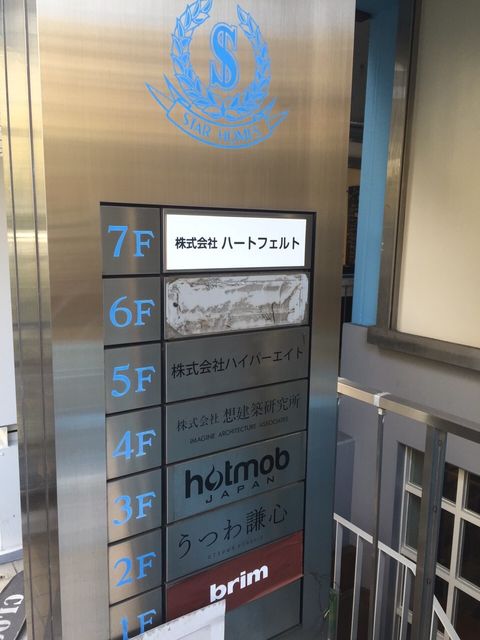 S
STAR HOMES
7F 株式会社 ハートフェルト
6F
5F 株式会社ハイパーエイト
4F 株式会社 想建築研究所
IMAGINE ARCHITECTURE ASSOCIATES
3F hotmob
JAPAN
2F うつわ謙心
brim
1F